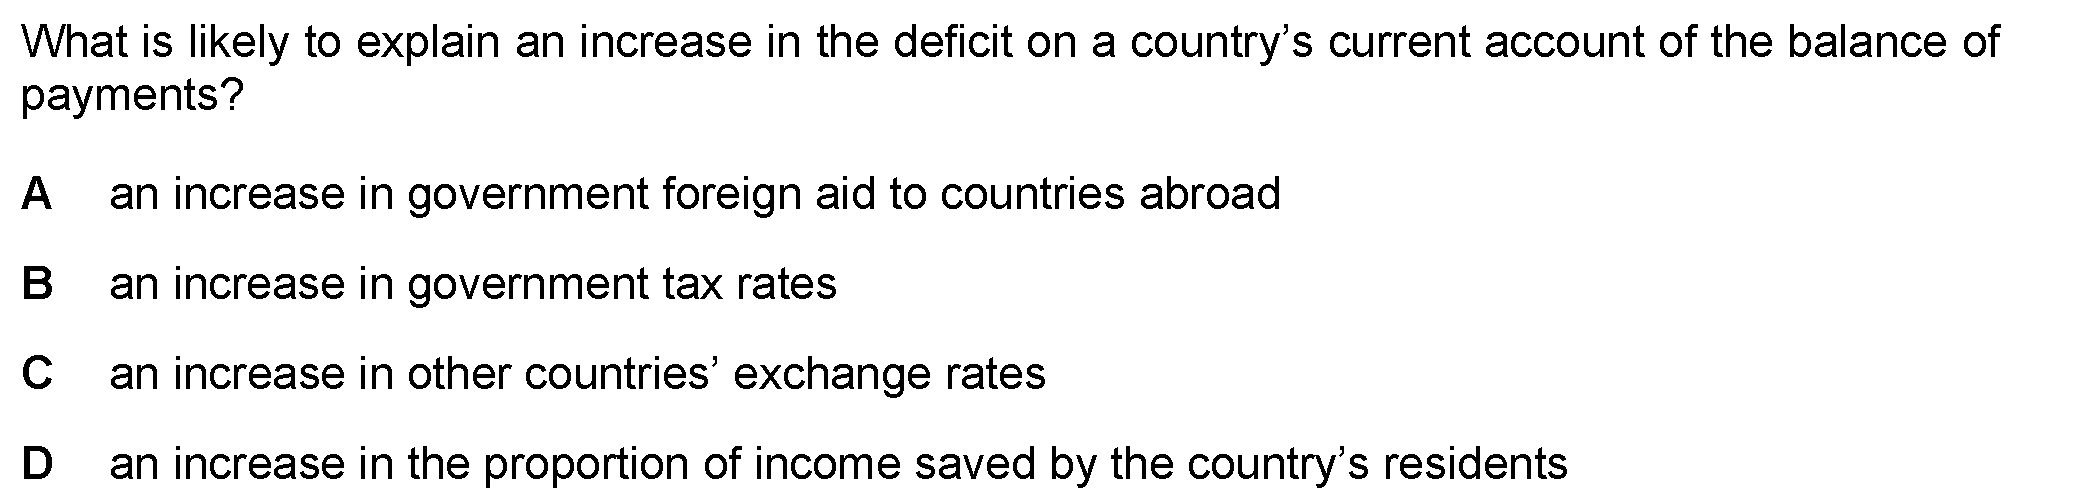 What is likely to explain an increase in the deficit on a country’s current account of the balance of
payments?
A an increase in government foreign aid to countries abroad
B an increase in government tax rates
C an increase in other countries’ exchange rates
D an increase in the proportion of income saved by the country’s residents